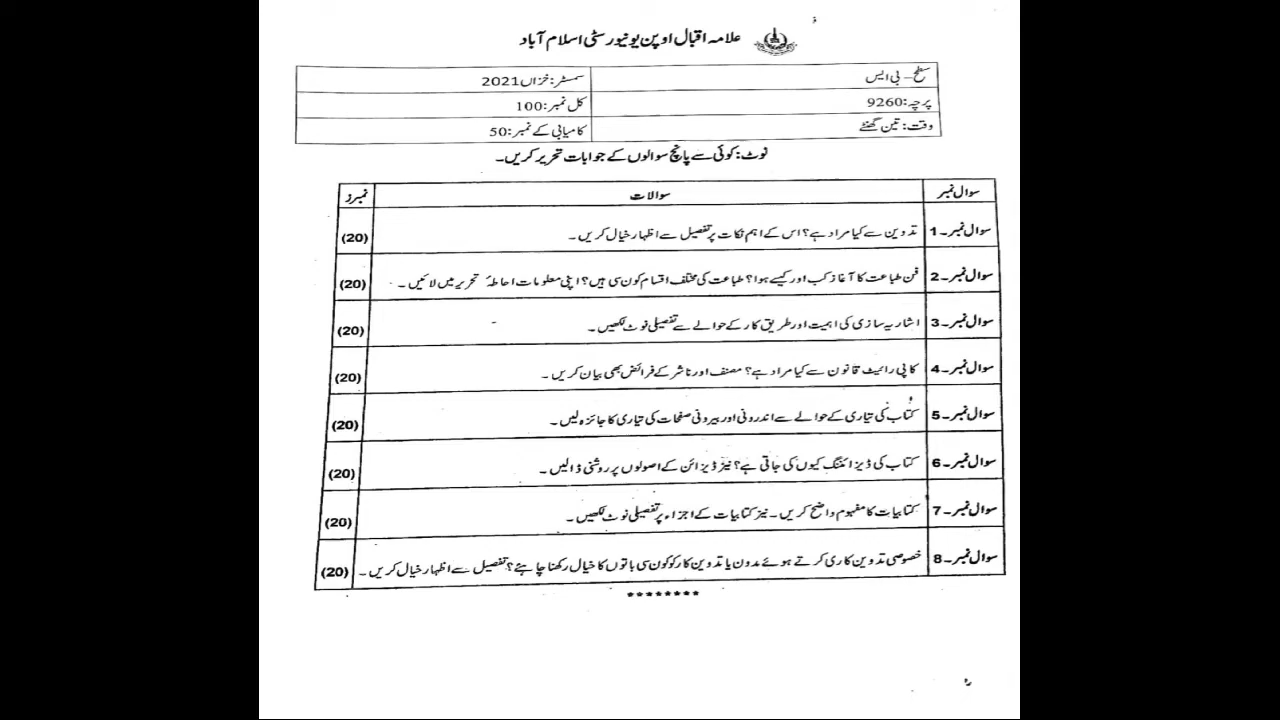 علامہ اقبال اوپن یونیورسٹی اسلام آباد
سطح- بی ایس سمسٹر: خزاں 2021
پرچہ: 9260 کل نمبر: 100
وقت: تین گھنٹے کامیابی کے نمبر: 50
نوٹ: کوئی سے پانچ سوالوں کے جوابات تحریر کریں۔
سوال نمبر سوالات نمبرز
سوال نمبر۔1 تدوین سے کیا مراد ہے؟ اس کے اہم نکات پر تفصیل سے اظہار خیال کریں۔ (20)
سوال نمبر۔2 فن طباعت کا آغاز کب اور کیسے ہوا؟ طباعت کی مختلف اقسام کون سی ہیں؟ اپنی معلومات احاطۂ تحریر میں لائیں۔ (20)
سوال نمبر۔3 اشاریہ سازی کی اہمیت اور طریق کار کے حوالے سے تفصیلی نوٹ لکھیں۔ (20)
سوال نمبر۔4 کاپی رائیٹ قانون سے کیا مراد ہے؟ مصنف اور ناشر کے فرائض بھی بیان کریں۔ (20)
سوال نمبر۔5 کتاب کی تیاری کے حوالے سے اندرونی اور بیرونی صفحات کی تیاری کا جائزہ لیں۔ (20)
سوال نمبر۔6 کتاب کی ڈیزائننگ کیوں کی جاتی ہے؟ نیز ڈیزائن کے اصولوں پر روشنی ڈالیں۔ (20)
سوال نمبر۔7 کتابیات کا مفہوم واضح کریں۔ نیز کتابیات کے اجزاء پر تفصیلی نوٹ لکھیں۔ (20)
سوال نمبر۔8 خصوصی تدوین کاری کرتے ہوئے مدون یا تدوین کار کو کون سی باتوں کا خیال رکھنا چاہئے؟ تفصیل سے اظہار خیال کریں۔ (20)
********